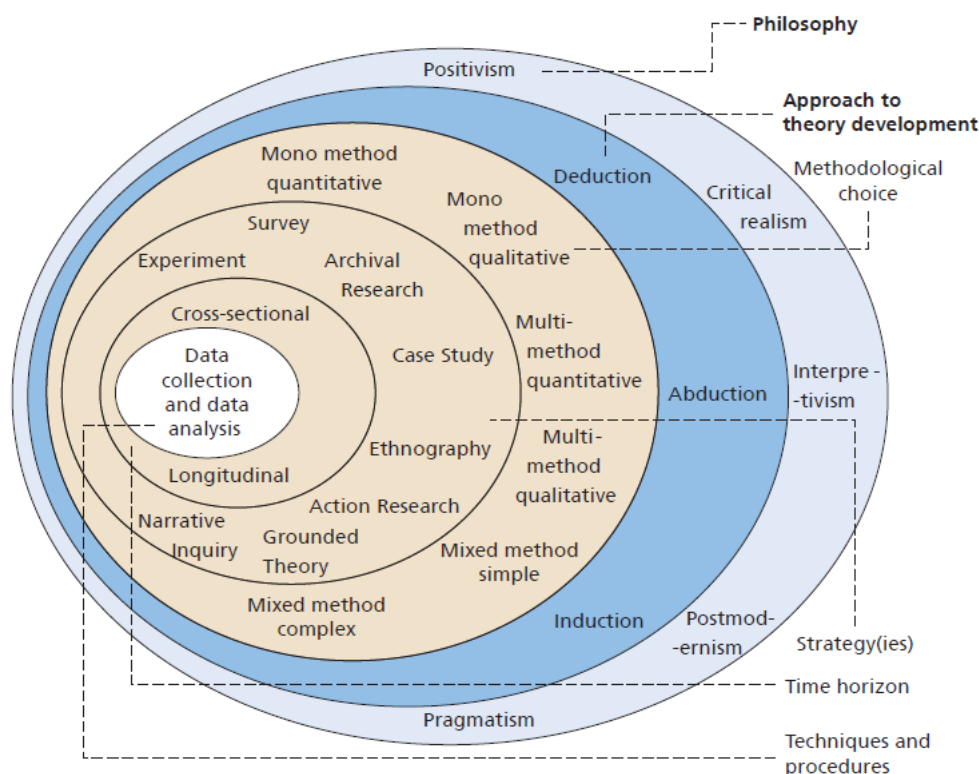 Philosophy
Positivism
Approach to
theory development
Deduction
Methodological
choice
Critical
realism
Mono method
quantitative
Mono
method
qualitative
Survey
Experiment
Archival
Research
Cross-sectional
Data
collection
and data
analysis
Case Study
Multi-
method
quantitative
Abduction
Interpre -
-tivism
Ethnography
Multi-
method
qualitative
Longitudinal
Action Research
Narrative
Inquiry
Grounded
Theory
Mixed method
simple
Mixed method
complex
Induction
Postmod-
-ernism
Strategy(ies)
Time horizon
Pragmatism
Techniques and
procedures